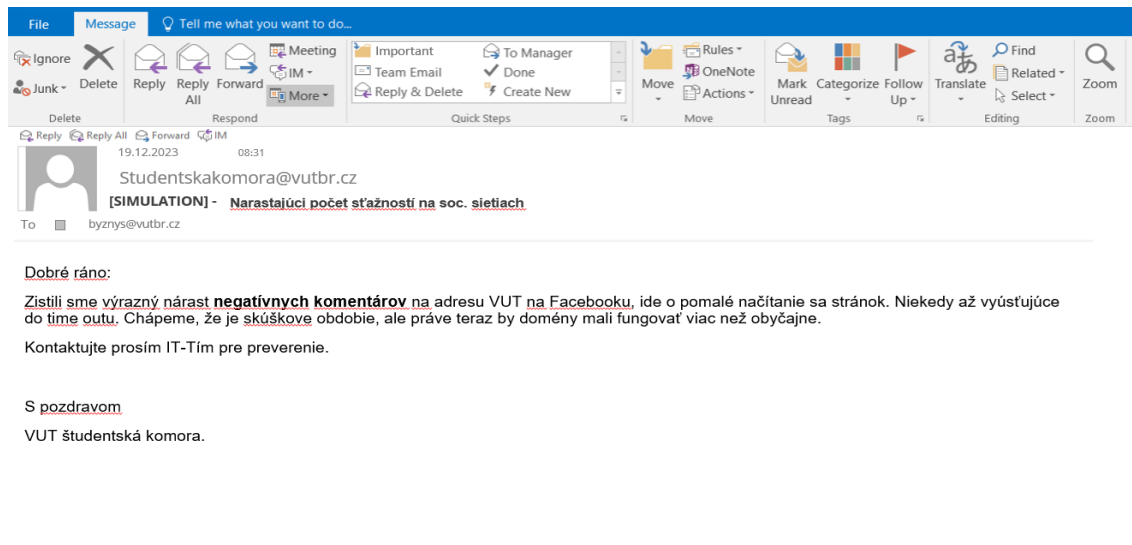 File Message Tell me what you want to do...
Ignore
Junk
Delete
Reply
Reply All
Forward
Meeting
IM
More
Important
Team Email
Reply & Delete
To Manager
Done
Create New
Move
Rules
OneNote
Actions
Mark Unread
Categorize
Follow Up
Translate
Find
Related
Select
Zoom
Delete Respond Quick Steps Move Tags Editing Zoom
Reply Reply All Forward IM
19.12.2023 08:31
Studentskakomora@vutbr.cz
[SIMULATION] - Narastajúci počet sťažností na soc. sietiach
To byznys@vutbr.cz
Dobré ráno:
Zistili sme výrazný nárast negatívnych komentárov na adresu VUT na Facebooku, ide o pomalé načítanie sa stránok. Niekedy až vyúsťujúce
do time outu. Chápeme, že je skúškove obdobie, ale práve teraz by domény mali fungovať viac než obyčajne.
Kontaktujte prosím IT-Tím pre preverenie.
S pozdravom
VUT študentská komora.